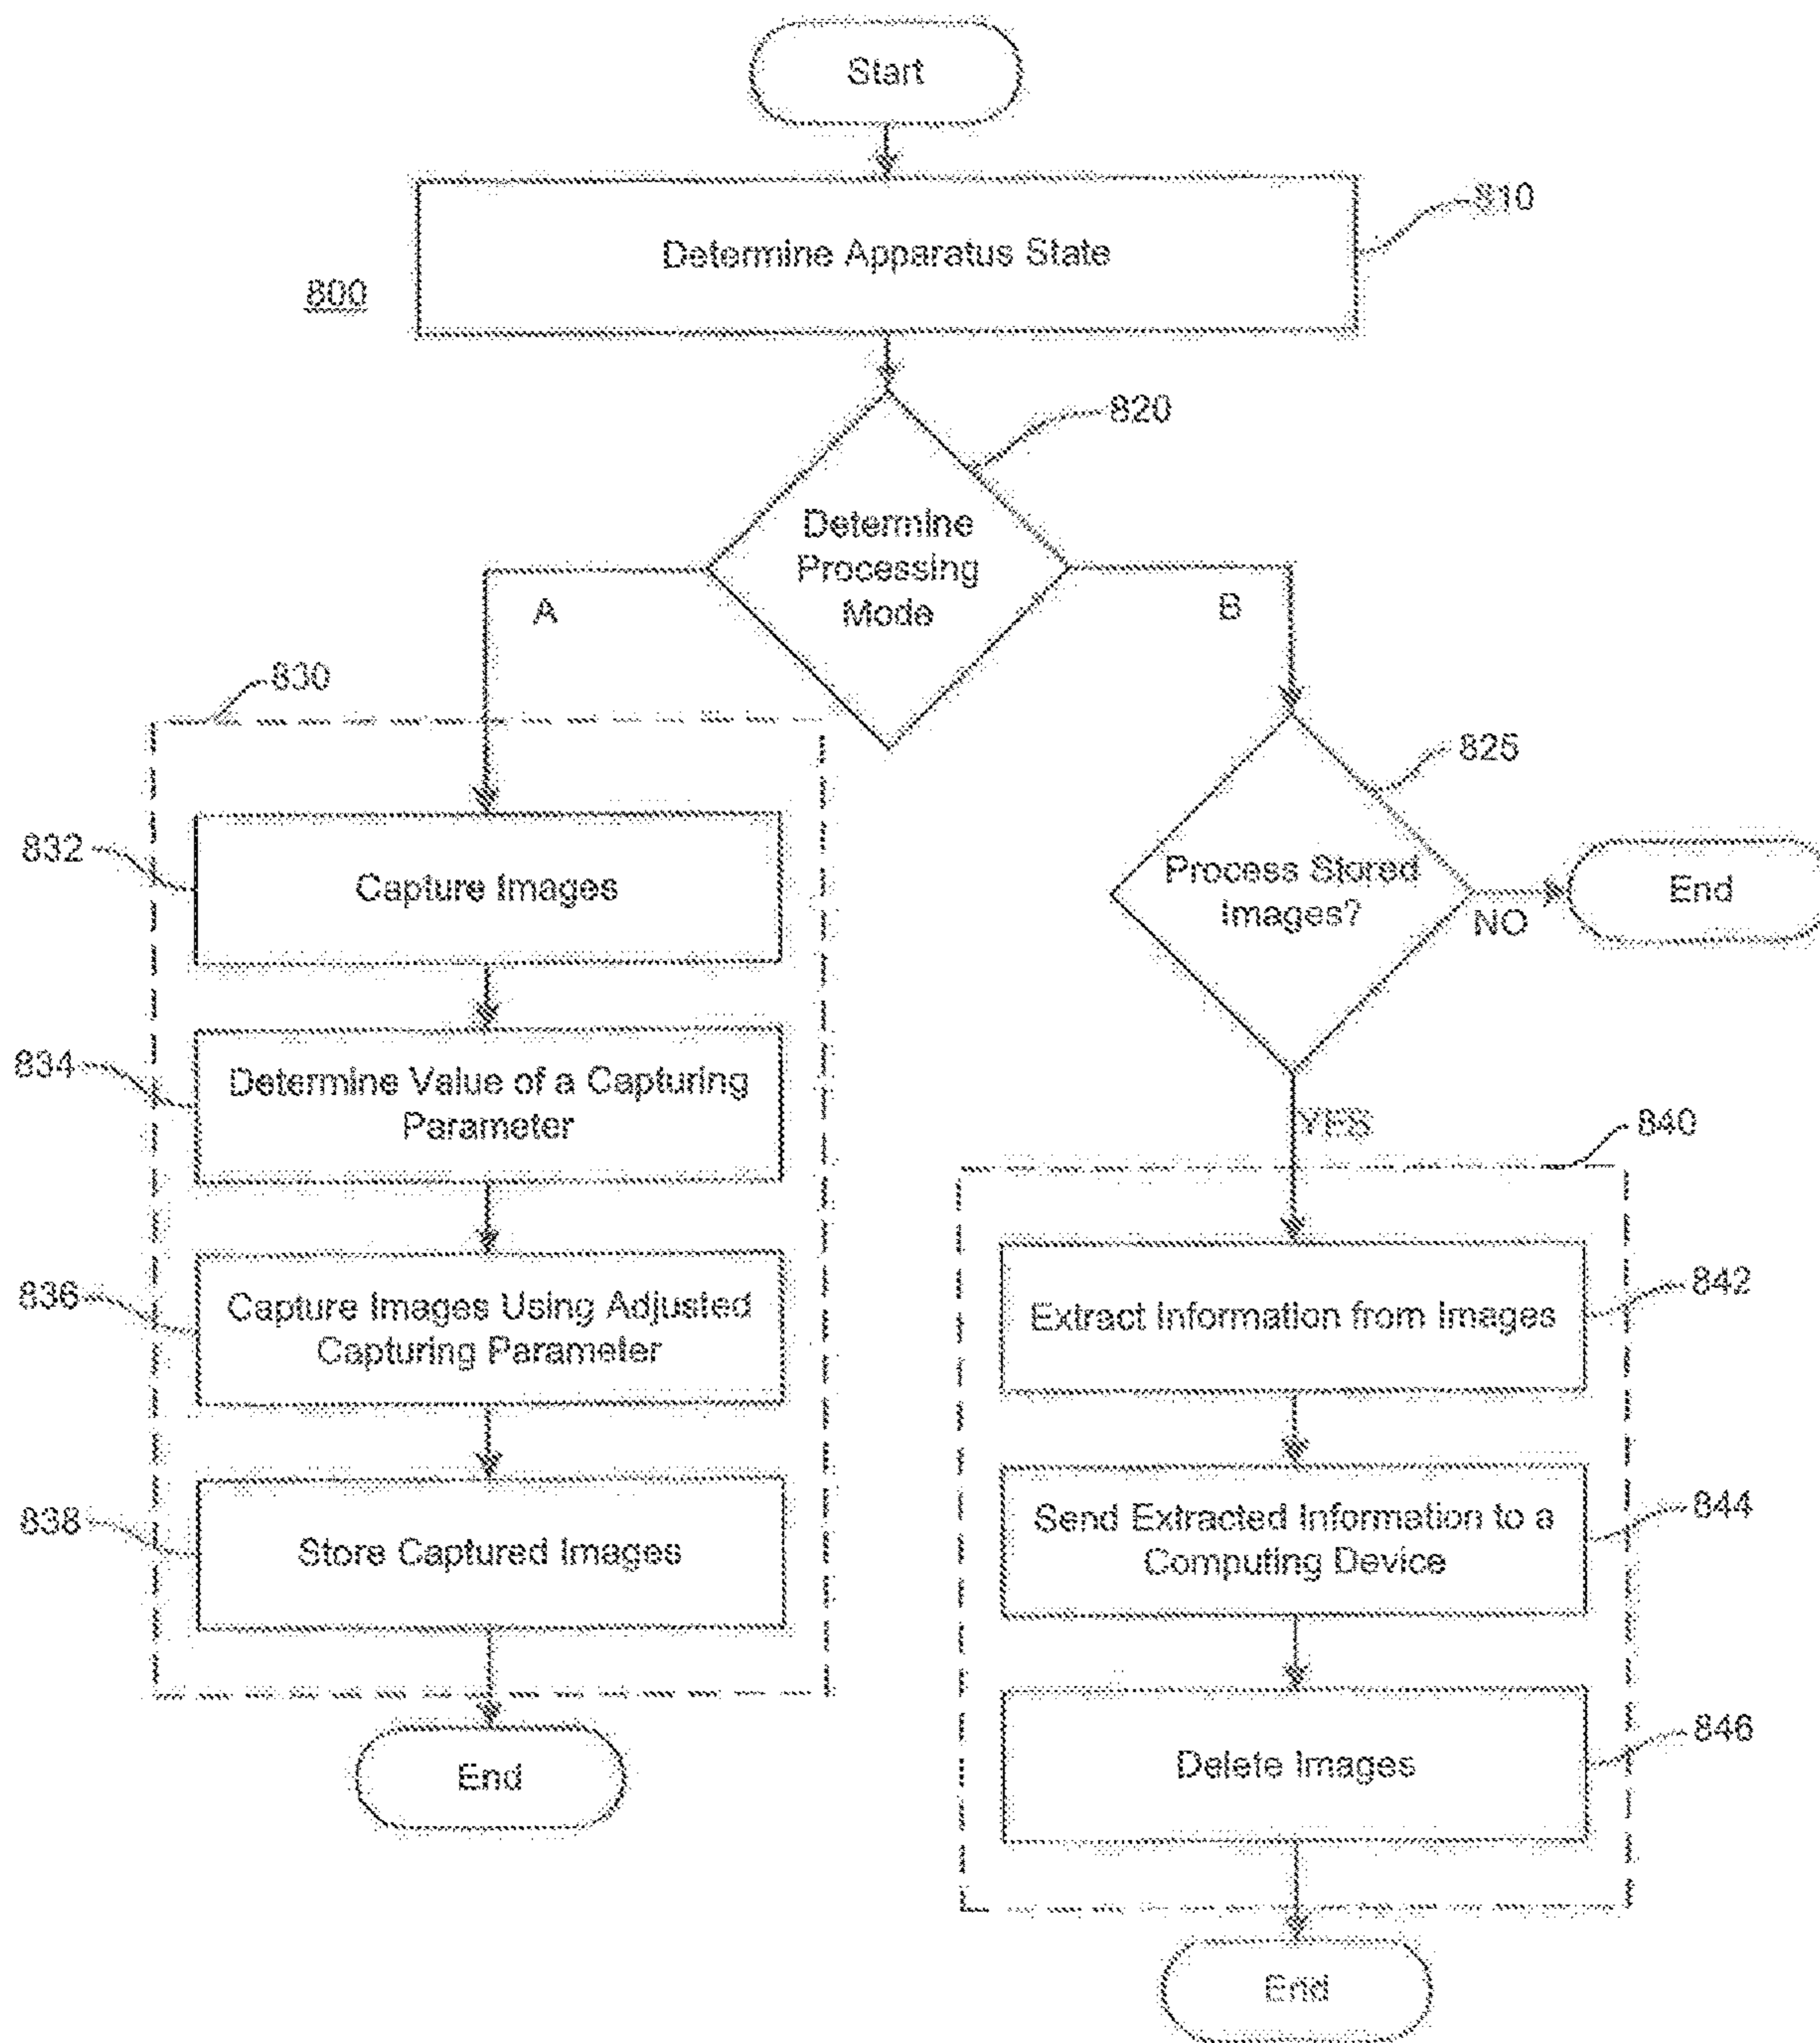 Start
810
Determine Apparatus State
800
820
Determine
Processing
Mode
A
B
830
825
832
Capture Images
Process Stored
Images?
NO
End
834
Determine Value of a Capturing
Parameter
YES
840
836
Capture Images Using Adjusted
Capturing Parameter
842
Extract Information from Images
838
Store Captured Images
844
Send Extracted Information to a
Computing Device
End
846
Delete Images
End